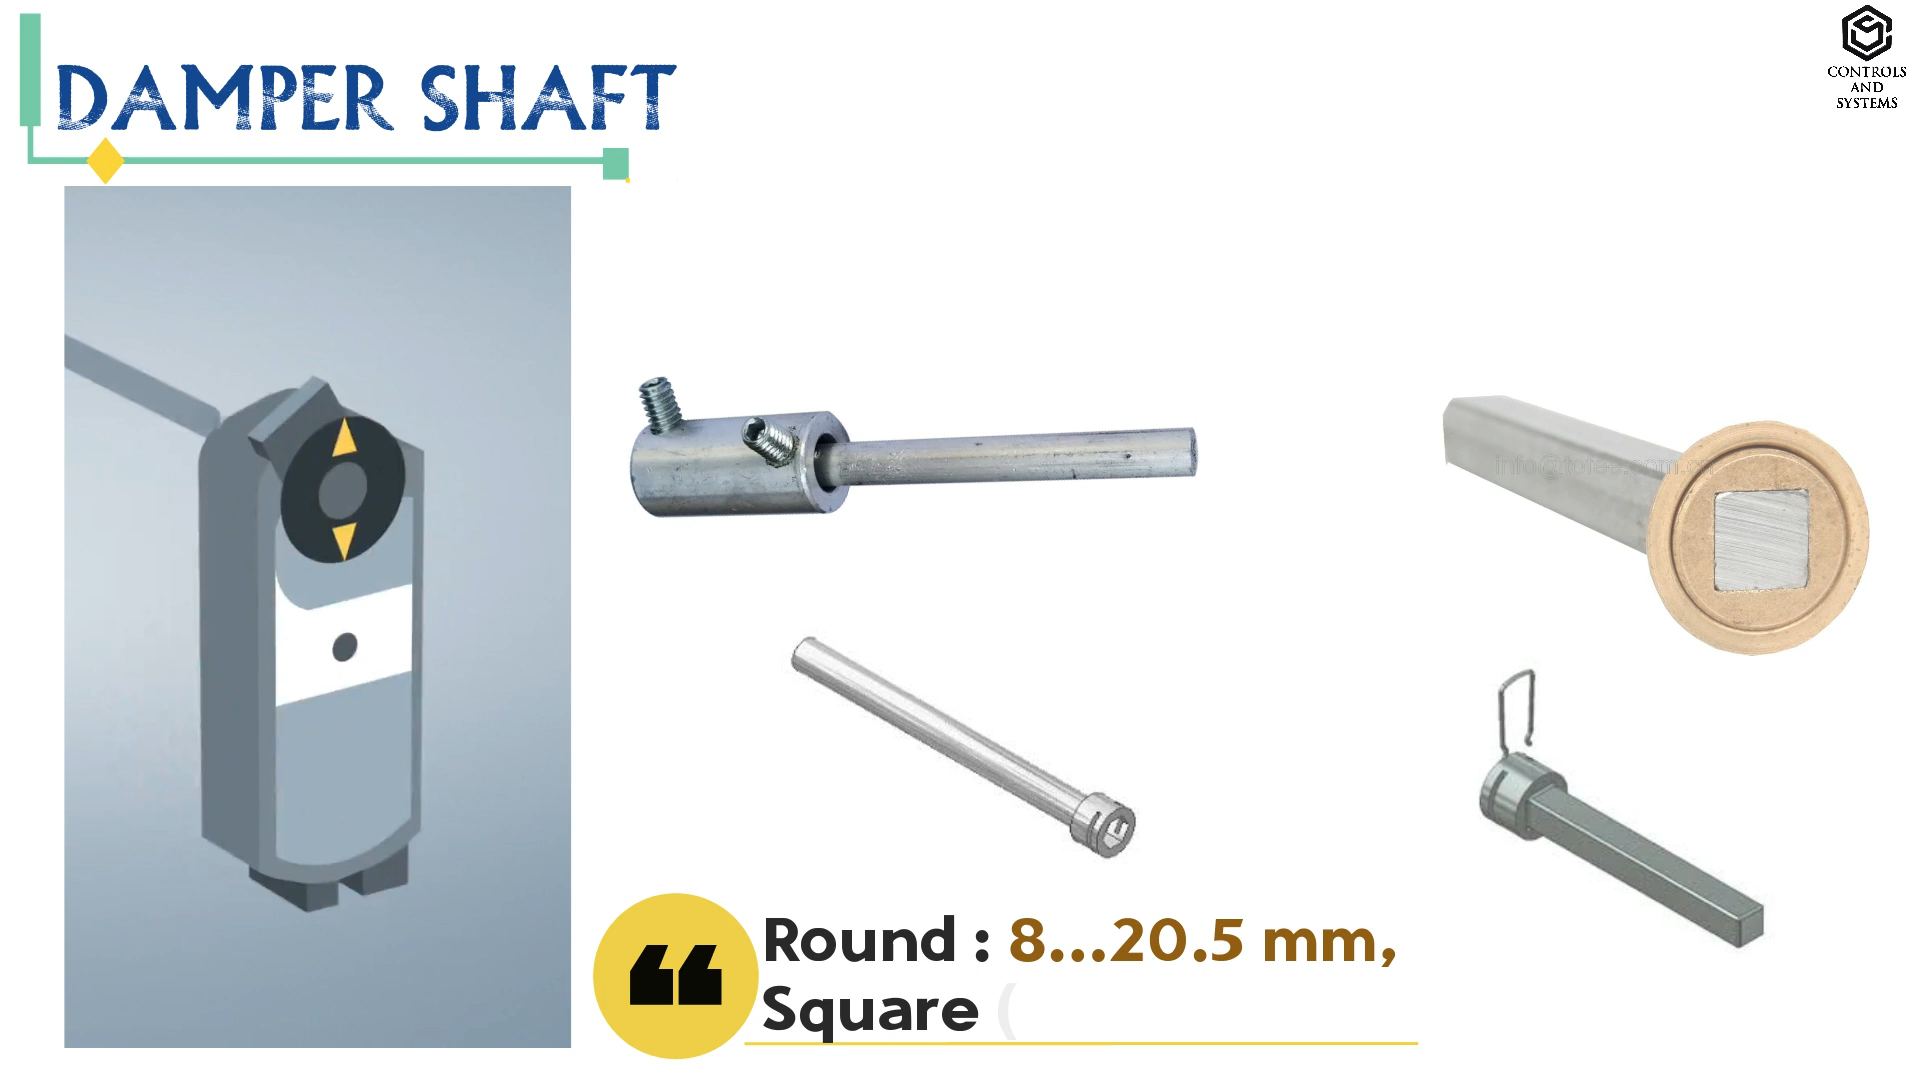 DAMPER SHAFT
CONTROLS
AND
SYSTEMS
Round : 8...20.5 mm,
Square (